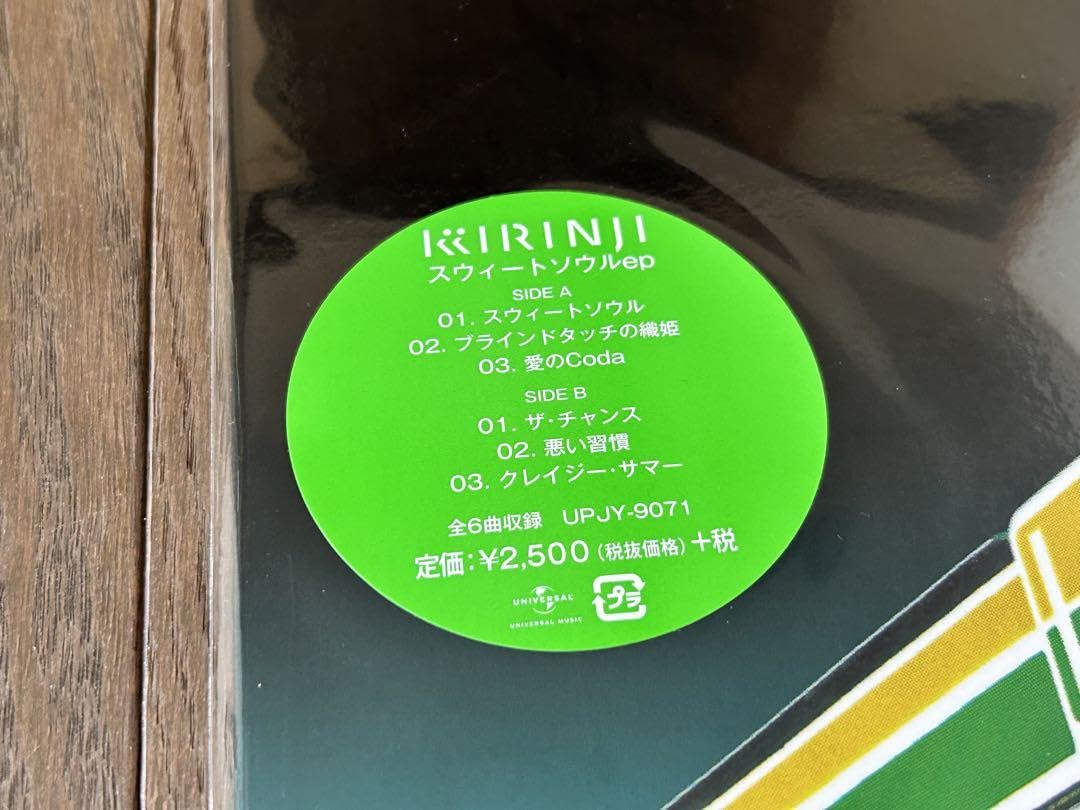 KIRINJI
スウィートソウルep
SIDE A
01. スウィートソウル
02. ブラインドタッチの織姫
03. 愛のCoda
SIDE B
01. ザ・チャンス
02. 悪い習慣
03. クレイジー・サマー
全6曲収録 UPJY-9071
定価:¥2,500(税抜価格)+税
UNIVERSAL
UNIVERSAL MUSIC
プラ